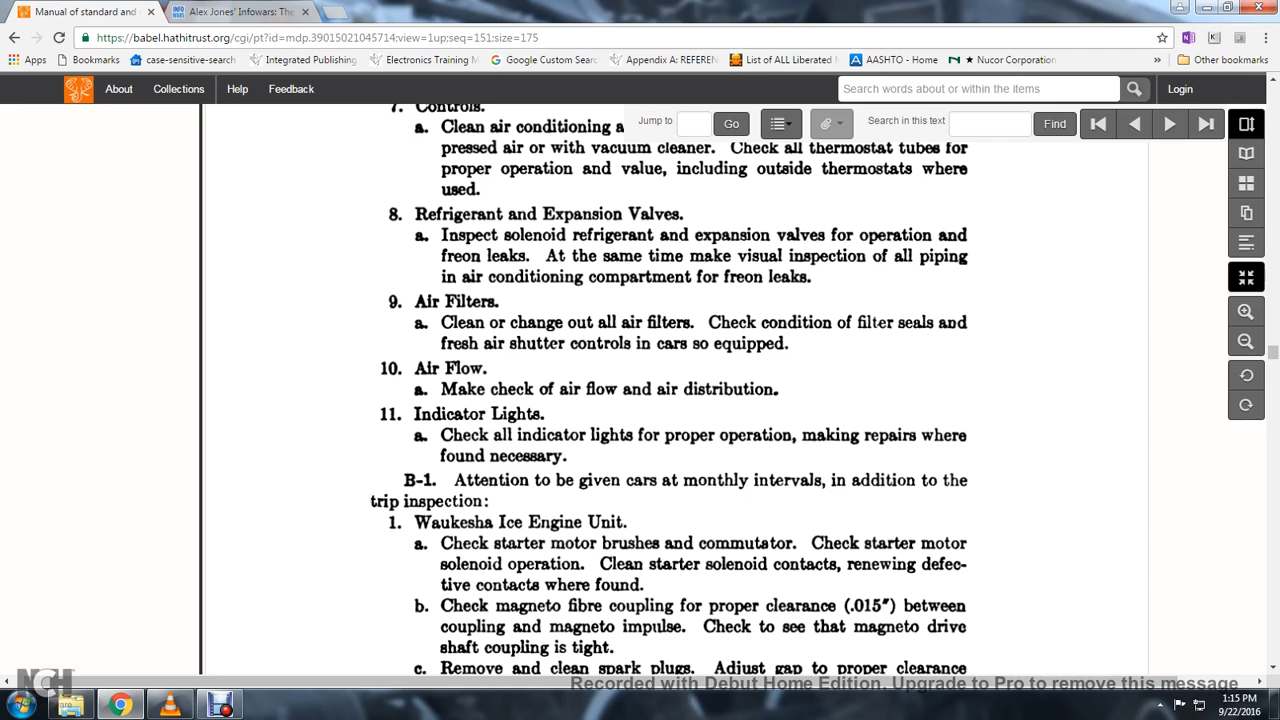 Manual of standard and
Alex Jones' Infowars: The
https://babel.hathitrust.org/cgi/pt?id=mdp.39015021045714;view=1up;seq=151;size=175
Apps Bookmarks case-sensitive Integrated Publishing Electronics Training M Google Custom Sear Appendix A: REFEREN List of ALL Liberated AASHTO - Home ★ Nucor Corporation » Other bookmarks
About Collections Help Feedback Search words about or within the items Login
Jump to Go Search in this text Find
7. Controls.
a. Clean air conditioning a
pressed air or with vacuum cleaner. Check all thermostat tubes for
proper operation and value, including outside thermostats where
used.
8. Refrigerant and Expansion Valves.
a. Inspect solenoid refrigerant and expansion valves for operation and
freon leaks. At the same time make visual inspection of all piping
in air conditioning compartment for freon leaks.
9. Air Filters.
a. Clean or change out all air filters. Check condition of filter seals and
fresh air shutter controls in cars so equipped.
10. Air Flow.
a. Make check of air flow and air distribution.
11. Indicator Lights.
a. Check all indicator lights for proper operation, making repairs where
found necessary.
B-1. Attention to be given cars at monthly intervals, in addition to the
trip inspection:
1. Waukesha Ice Engine Unit.
a. Check starter motor brushes and commutator. Check starter motor
solenoid operation. Clean starter solenoid contacts, renewing defec-
tive contacts where found.
b. Check magneto fibre coupling for proper clearance (.015″) between
coupling and magneto impulse. Check to see that magneto drive
shaft coupling is tight.
c. Remove and clean spark plugs. Adjust gap to proper clearance
Recorded with Debut Home Edition. Upgrade to Pro to remove this message
NCH
ware
1:15 PM
9/22/2016